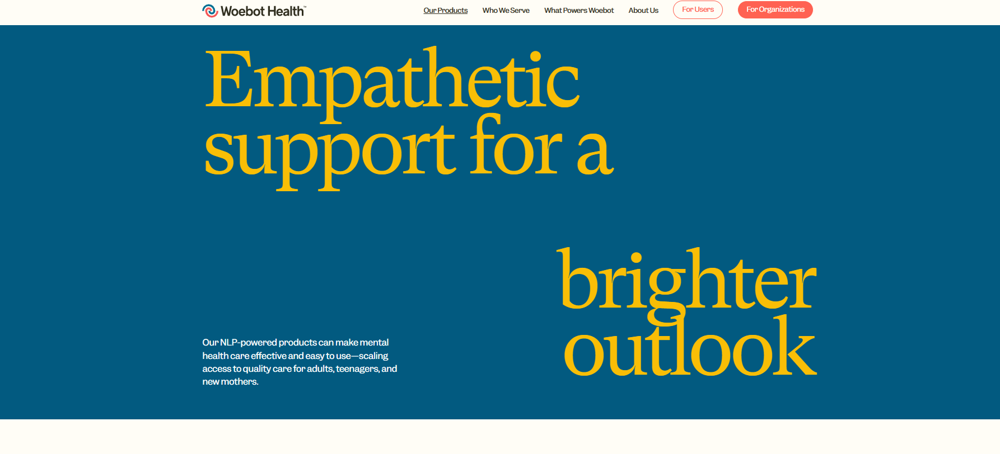 Woebot Health™
Our Products
Who We Serve
What Powers Woebot
About Us
For Users
For Organizations
Empathetic
support for a
brighter
outlook
Our NLP-powered products can make mental
health care effective and easy to use—scaling
access to quality care for adults, teenagers, and
new mothers.